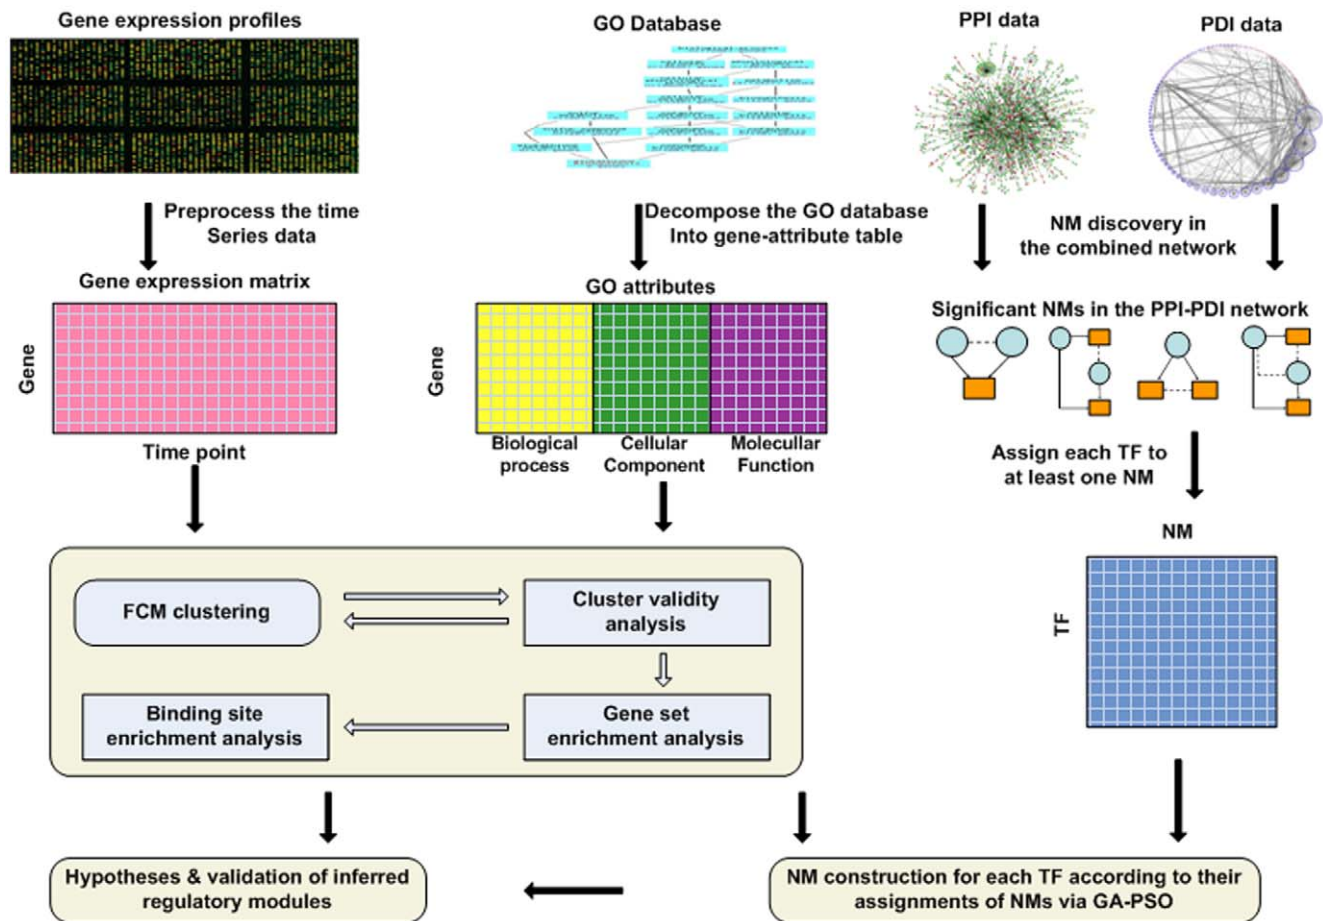 Gene expression profiles
GO Database
PPI data
PDI data
Preprocess the time
Series data
Decompose the GO database
Into gene-attribute table
NM discovery in
the combined network
Gene expression matrix
Gene
Time point
GO attributes
Gene
Biological
process
Cellular
Component
Molecullar
Function
Significant NMs in the PPI-PDI network
Assign each TF to
at least one NM
NM
TF
FCM clustering
Cluster validity
analysis
Binding site
enrichment analysis
Gene set
enrichment analysis
Hypotheses & validation of inferred
regulatory modules
NM construction for each TF according to their
assignments of NMs via GA-PSO